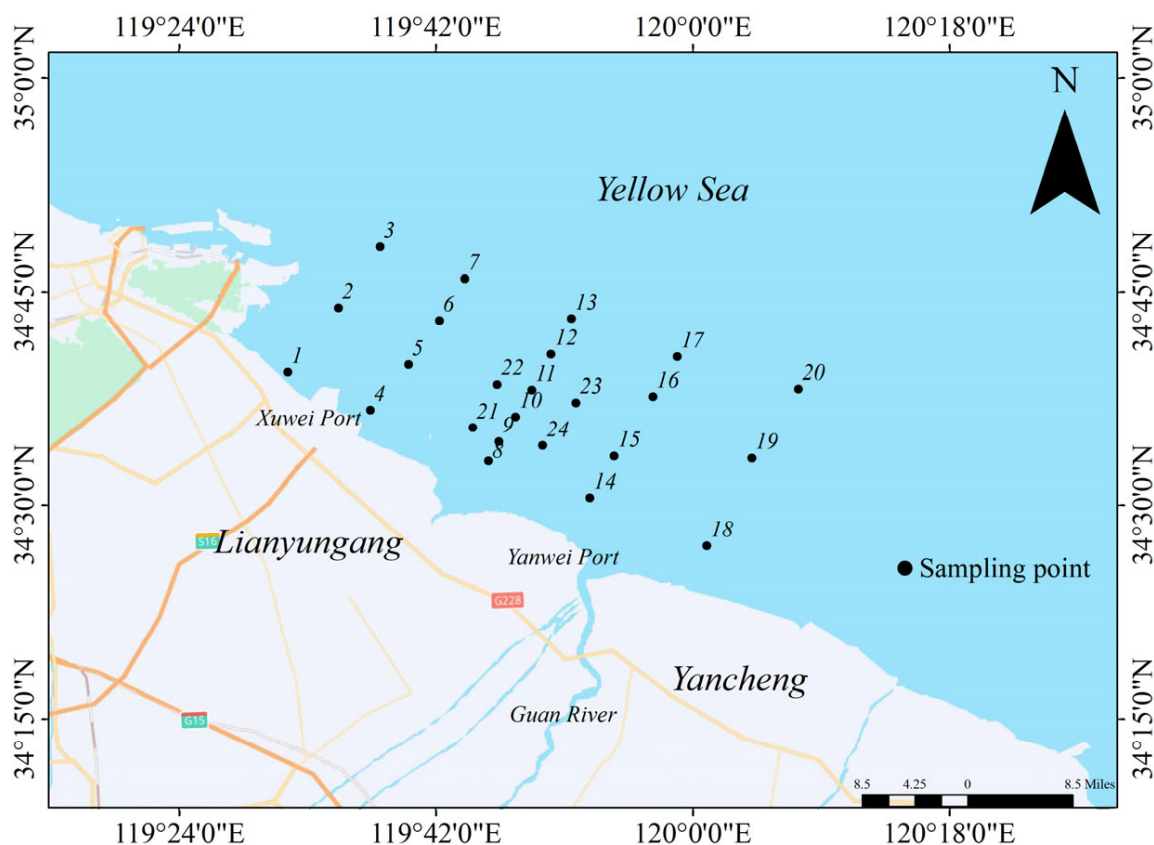 119°24'0"E 119°42'0"E 120°0'0"E 120°18'0"E
35°0'0"N 35°0'0"N
N
Yellow Sea
3
7
34°45'0"N 34°45'0"N
2
6
13
12
17
1
5
22
11
23
16
20
4
10
Xuwei Port
21
9
24
15
19
8
14
34°30'0"N 34°30'0"N
18
S16
Lianyungang
Yanwei Port
Sampling point
G228
Yancheng
Guan River
G15
34°15'0"N 34°15'0"N
8.5 4.25 0 8.5 Miles
119°24'0"E 119°42'0"E 120°0'0"E 120°18'0"E